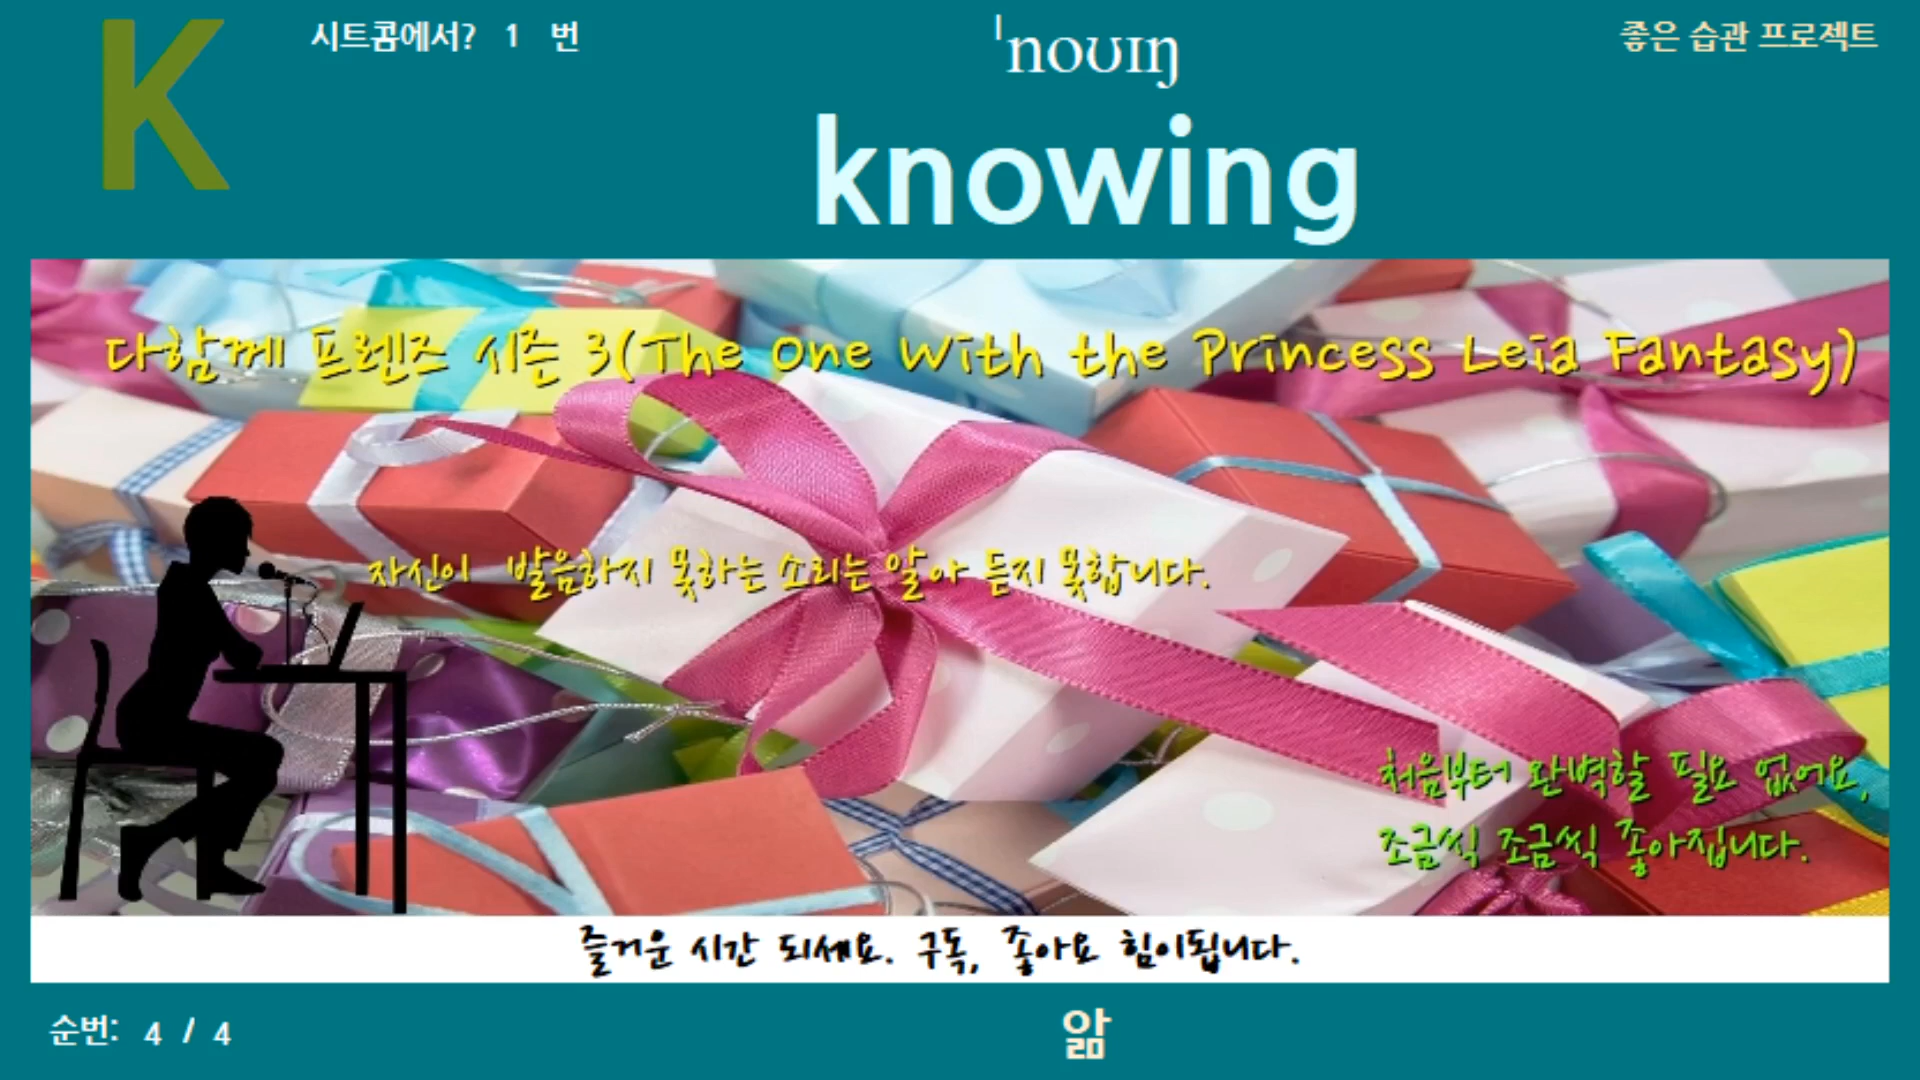 K
시트콤에서? 1 번
ˈnoʊɪŋ
좋은 습관 프로젝트
knowing
다함께 프렌즈 시즌 3(The One With the Princess Leia Fantasy)
자신이 발음하지 못하는 소리는 알아 듣지 못합니다.
처음부터 완벽할 필요 없어요,
조금씩 조금씩 좋아집니다.
즐거운 시간 되세요. 구독, 좋아요 힘이됩니다.
순번: 4 / 4
앎